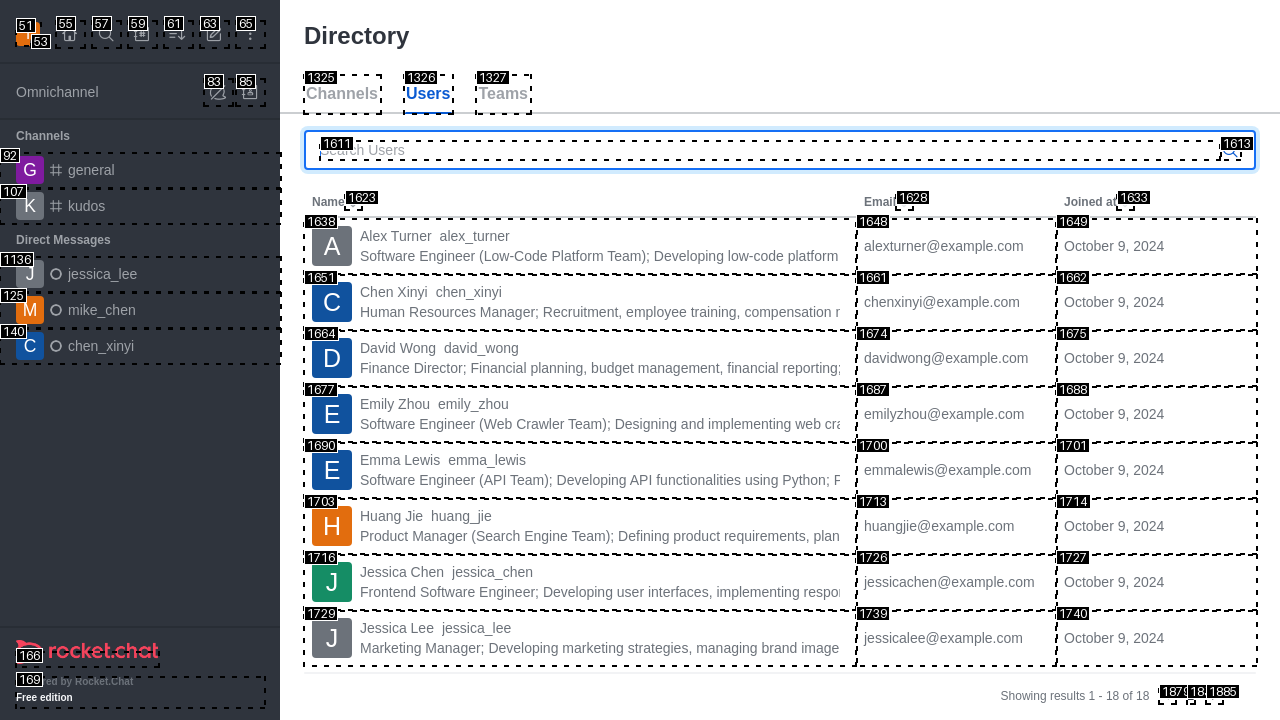 Directory
Omnichannel
Channels
general
kudos
Direct Messages
jessica_lee
mike_chen
chen_xinyi
rocket.chat
ed by Rocket.Chat
Free edition
Channels
Users
Teams
Search Users
Name
Email
Joined at
A
Alex Turner alex_turner
Software Engineer (Low-Code Platform Team); Developing low-code platform
alexturner@example.com
October 9, 2024
C
Chen Xinyi chen_xinyi
Human Resources Manager; Recruitment, employee training, compensation
chenxinyi@example.com
October 9, 2024
D
David Wong david_wong
Finance Director; Financial planning, budget management, financial reporting;
davidwong@example.com
October 9, 2024
E
Emily Zhou emily_zhou
Software Engineer (Web Crawler Team); Designing and implementing web cra
emilyzhou@example.com
October 9, 2024
E
Emma Lewis emma_lewis
Software Engineer (API Team); Developing API functionalities using Python;
emmalewis@example.com
October 9, 2024
H
Huang Jie huang_jie
Product Manager (Search Engine Team); Defining product requirements, plan
huangjie@example.com
October 9, 2024
J
Jessica Chen jessica_chen
Frontend Software Engineer; Developing user interfaces, implementing respo
jessicachen@example.com
October 9, 2024
J
Jessica Lee jessica_lee
Marketing Manager; Developing marketing strategies, managing brand image
jessicalee@example.com
October 9, 2024
Showing results 1 - 18 of 18
51
53
55
57
59
61
63
65
83
85
92
107
1136
125
140
166
169
1325
1326
1327
1611
1613
1623
1628
1633
1638
1648
1649
1651
1661
1662
1664
1674
1675
1677
1687
1688
1690
1700
1701
1703
1713
1714
1716
1726
1727
1729
1739
1740
1885